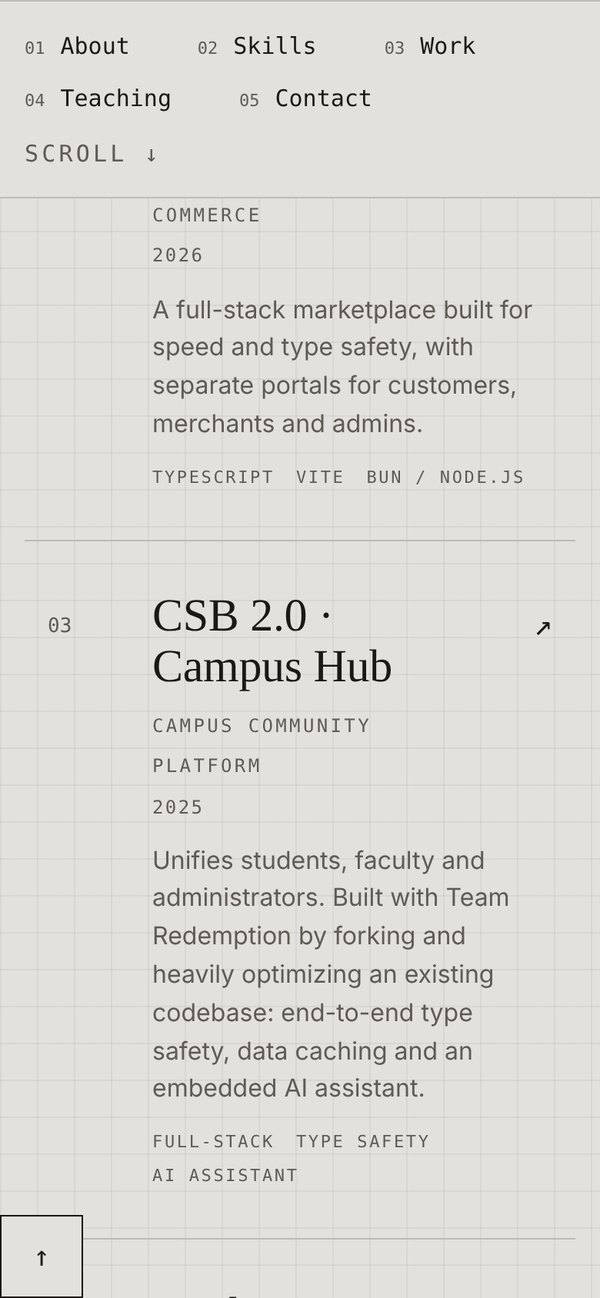 01 About 02 Skills 03 Work
04 Teaching 05 Contact
SCROLL ↓
COMMERCE
2026
A full-stack marketplace built for
speed and type safety, with
separate portals for customers,
merchants and admins.
TYPESCRIPT VITE BUN / NODE.JS
03 CSB 2.0 · ↗
Campus Hub
CAMPUS COMMUNITY
PLATFORM
2025
Unifies students, faculty and
administrators. Built with Team
Redemption by forking and
heavily optimizing an existing
codebase: end-to-end type
safety, data caching and an
embedded AI assistant.
FULL-STACK TYPE SAFETY
AI ASSISTANT
↑